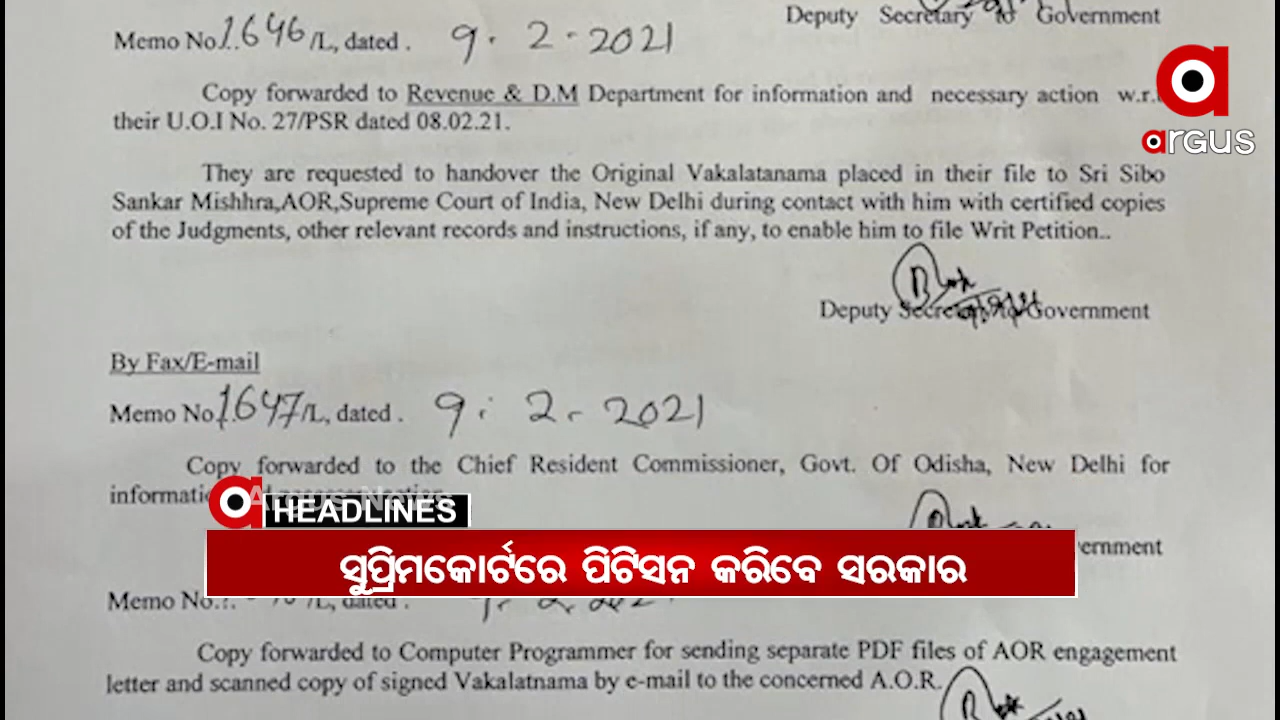 Deputy Secretary to Government
Memo No. 1646/L, dated . 9. 2. 2021
Copy forwarded to Revenue & D.M Department for information and necessary action w.r.
their U.O.I No. 27/PSR dated 08.02.21.
argus
They are requested to handover the Original Vakalatanama placed in their file to Sri Sibo
Sankar Mishhra,AOR,Supreme Court of India, New Delhi during contact with him with certified copies
of the Judgments, other relevant records and instructions, if any, to enable him to file Writ Petition..
Deputy Secretary to Government
By Fax/E-mail
Memo No. 1647/L, dated . 9. 2. 2021
Copy forwarded to the Chief Resident Commissioner, Govt. Of Odisha, New Delhi for
HEADLINES
ସୁପ୍ରିମକୋର୍ଟରେ ପିଟିସନ କରିବେ ସରକାର
Memo No. /L, dated .
Copy forwarded to Computer Programmer for sending separate PDF files of AOR engagement
letter and scanned copy of signed Vakalatnama by e-mail to the concerned A.O.R.